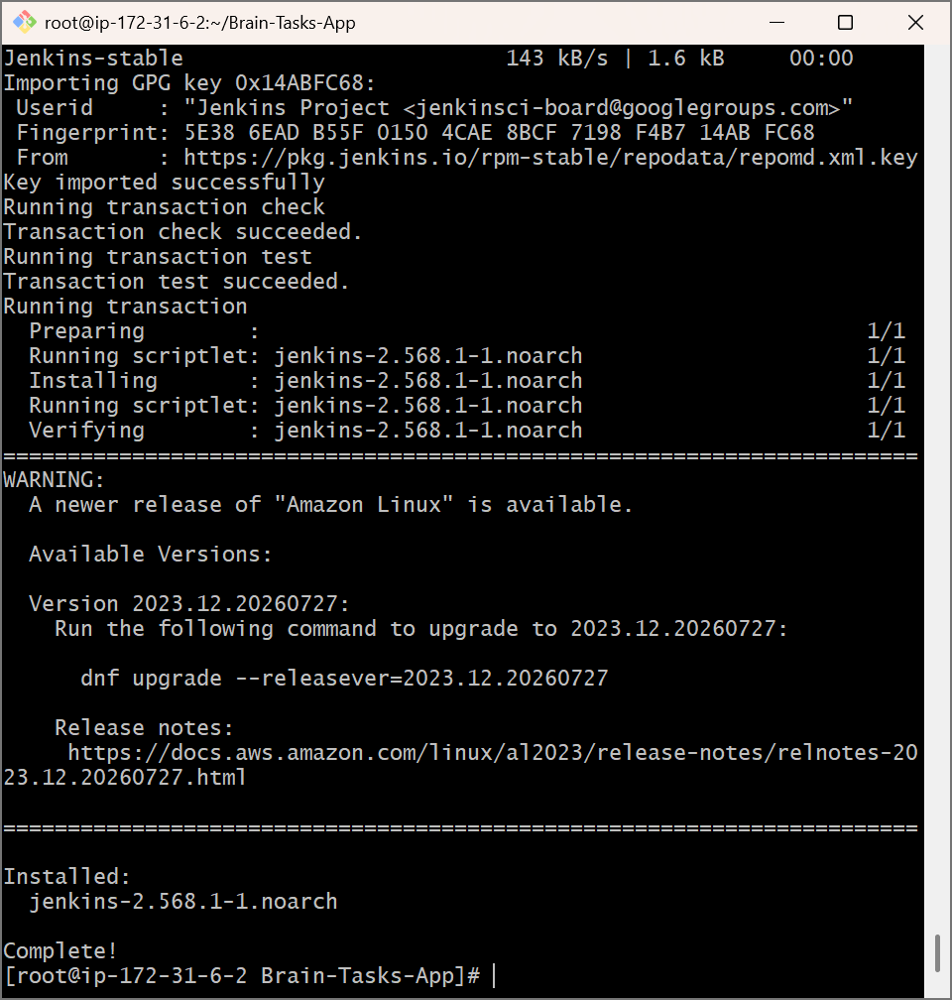 root@ip-172-31-6-2:~/Brain-Tasks-App
Jenkins-stable                         143 kB/s | 1.6 kB     00:00
Importing GPG key 0x14ABFC68:
 Userid     : "Jenkins Project <jenkinsci-board@googlegroups.com>"
 Fingerprint: 5E38 6EAD B55F 0150 4CAE 8BCF 7198 F4B7 14AB FC68
 From       : https://pkg.jenkins.io/rpm-stable/repodata/repomd.xml.key
Key imported successfully
Running transaction check
Transaction check succeeded.
Running transaction test
Transaction test succeeded.
Running transaction
  Preparing        :                                               1/1
  Running scriptlet: jenkins-2.568.1-1.noarch                      1/1
  Installing       : jenkins-2.568.1-1.noarch                      1/1
  Running scriptlet: jenkins-2.568.1-1.noarch                      1/1
  Verifying        : jenkins-2.568.1-1.noarch                      1/1
=======================================================================
WARNING:
  A newer release of "Amazon Linux" is available.

  Available Versions:

  Version 2023.12.20260727:
    Run the following command to upgrade to 2023.12.20260727:

      dnf upgrade --releasever=2023.12.20260727

    Release notes:
     https://docs.aws.amazon.com/linux/al2023/release-notes/relnotes-20
23.12.20260727.html

=======================================================================

Installed:
  jenkins-2.568.1-1.noarch

Complete!
[root@ip-172-31-6-2 Brain-Tasks-App]#